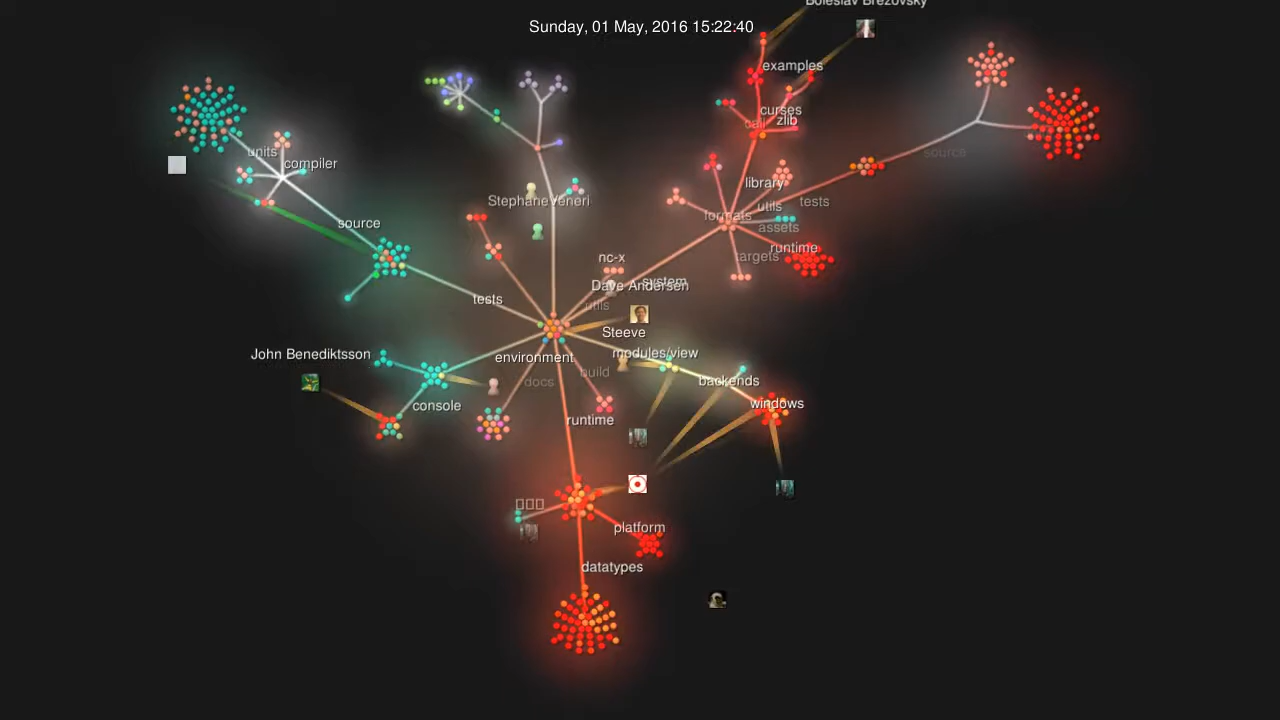 Boleslav Brezovsky
Sunday, 01 May, 2016 15:22:40
examples
curses
zlib
call
units
compiler
source
library
Stephane Veneri
source
tests
utils
formats
assets
runtime
targets
nc-x
system
Dave Andersen
tests
utils
Steeve
John Benediktsson
environment
modules/view
build
docs
backends
console
windows
runtime
platform
datatypes